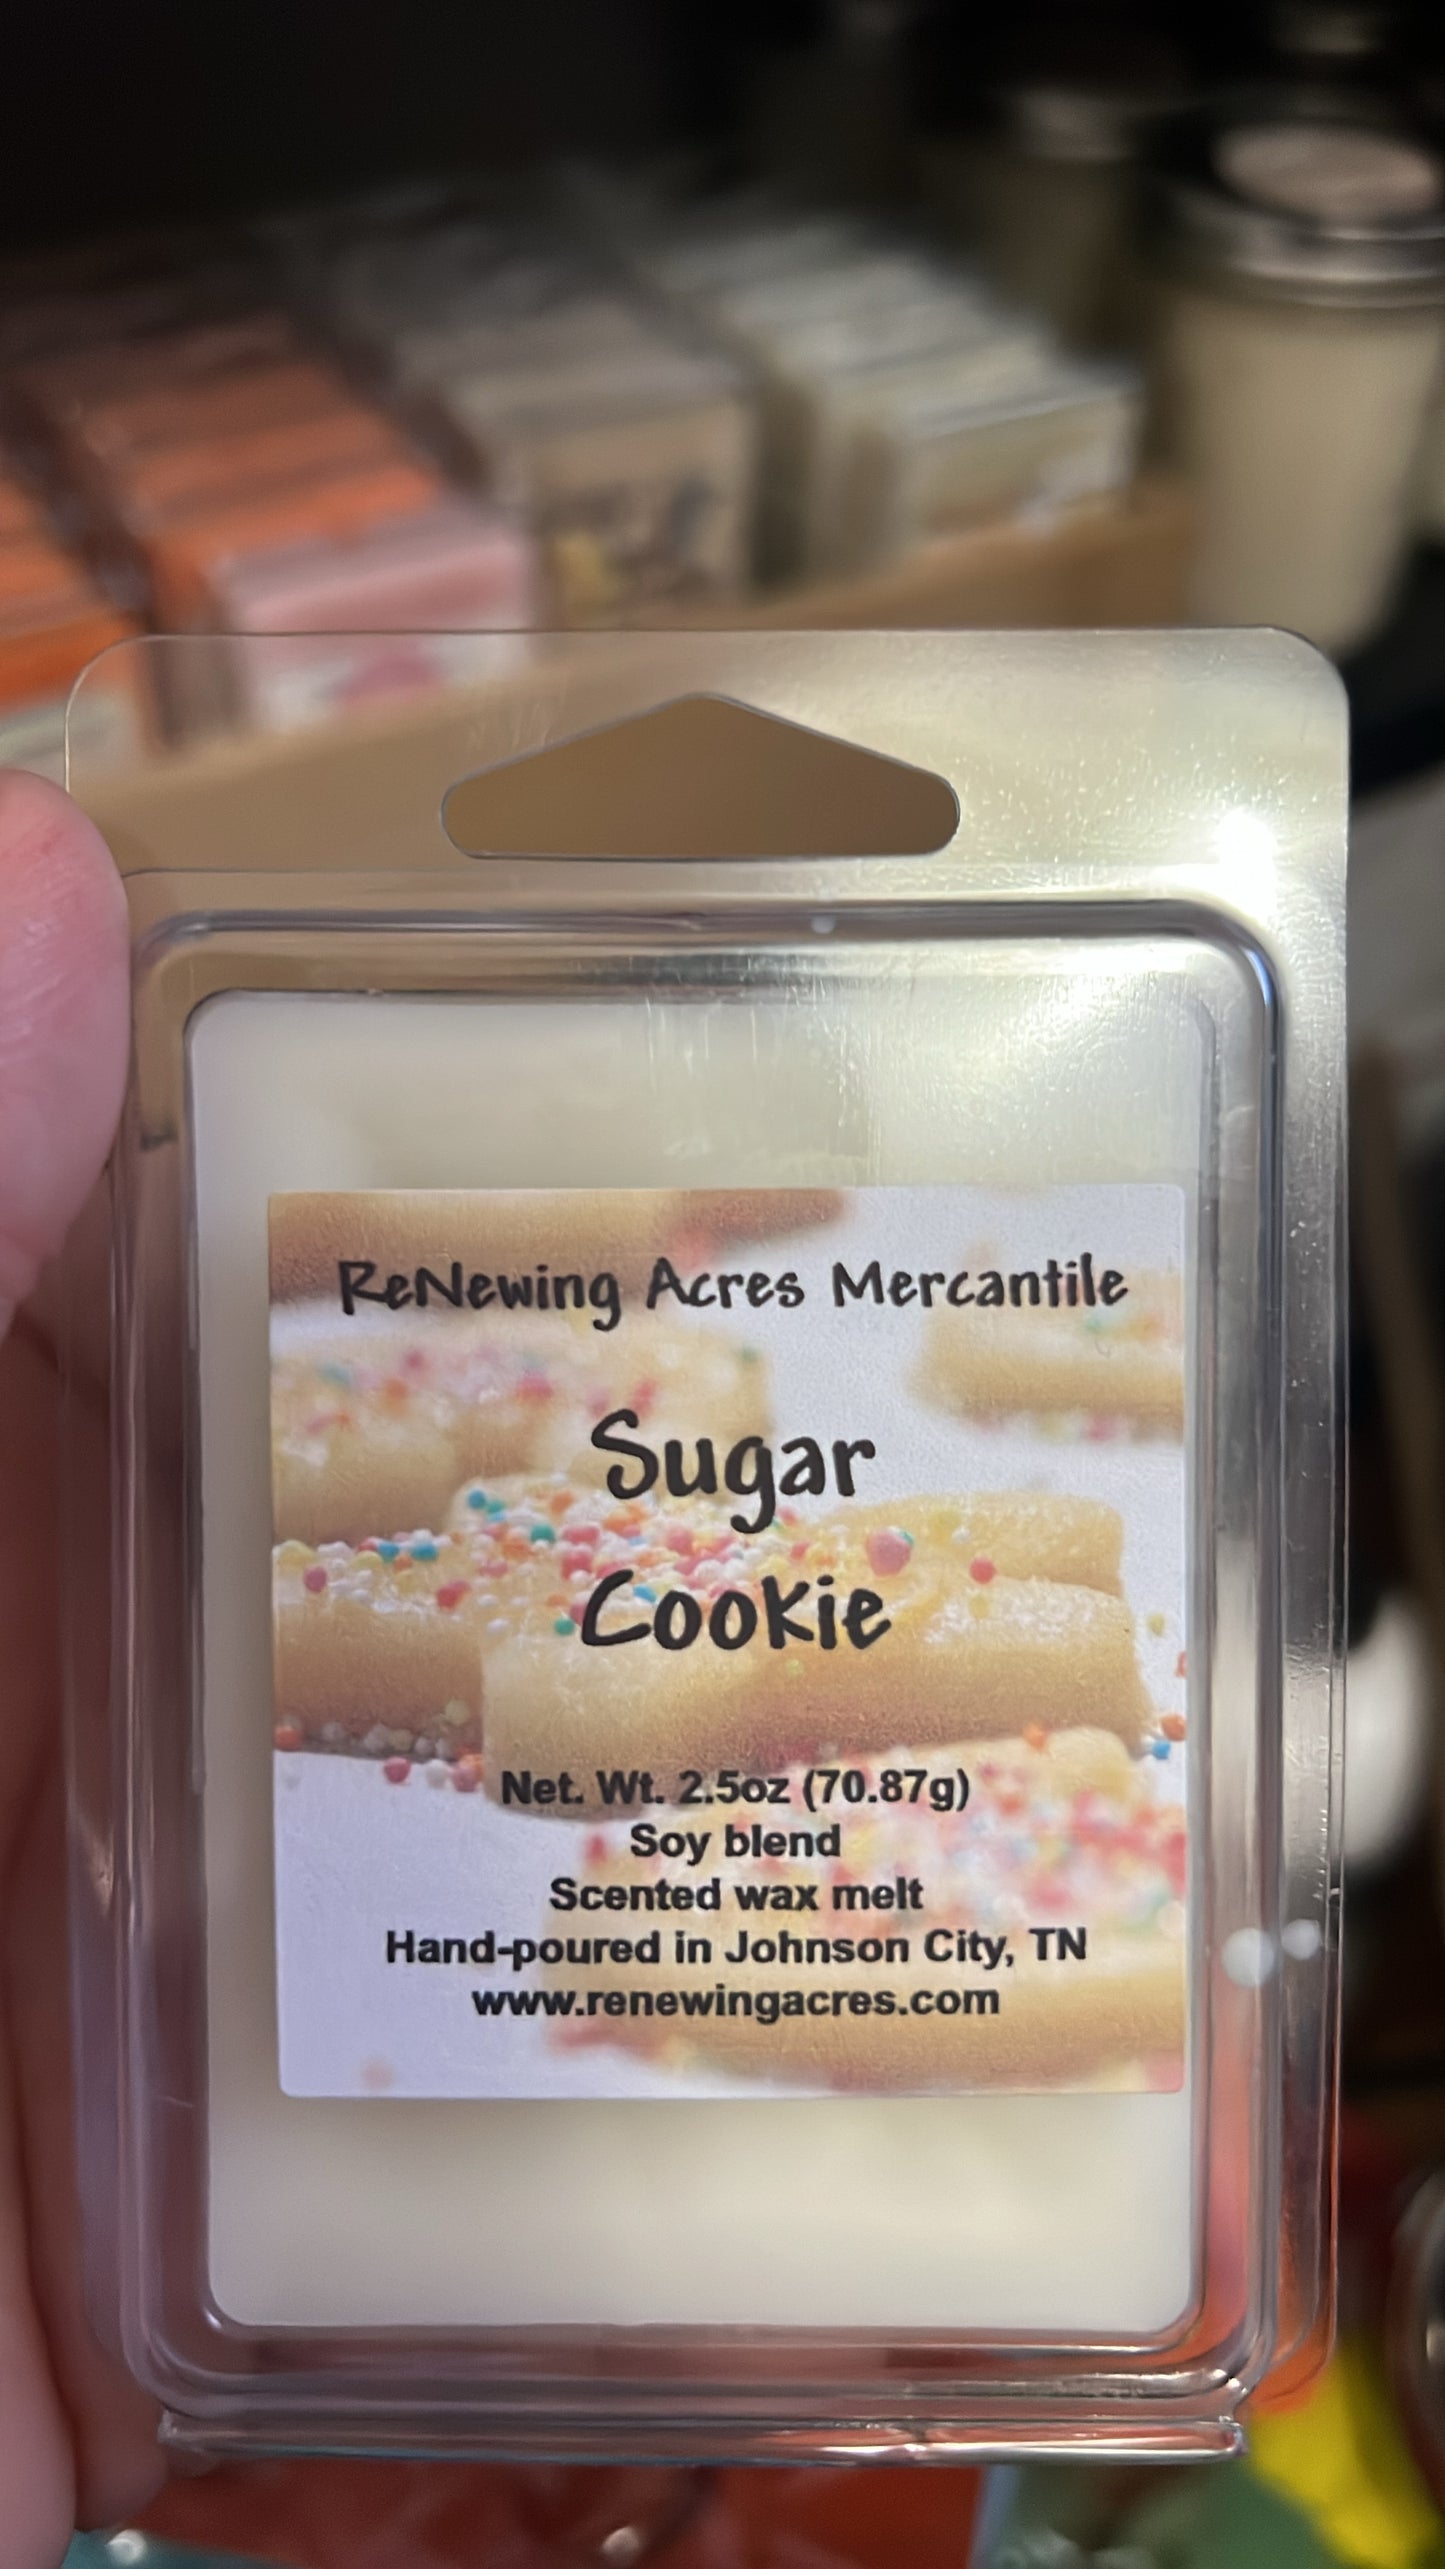 ReNewing Acres Mercantile
Sugar
Cookie
Net. Wt. 2.5oz (70.87g)
Soy blend
Scented wax melt
Hand-poured in Johnson City, TN
www.renewingacres.com